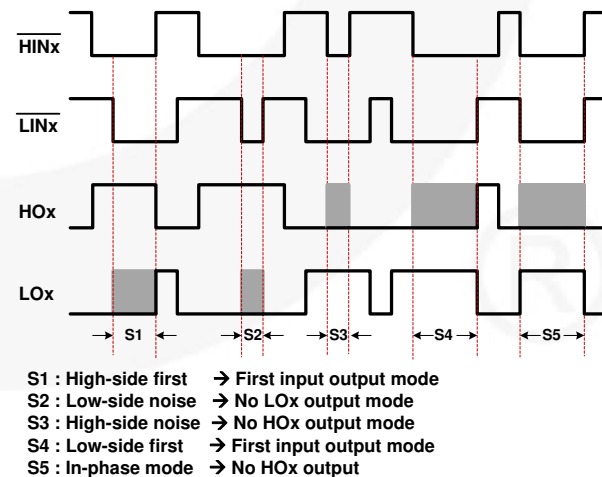 HINx
LINx
HOx
LOx
S1 S2 S3 S4 S5
S1 : High-side first → First input output mode
S2 : Low-side noise → No LOx output mode
S3 : High-side noise → No HOx output mode
S4 : Low-side first → First input output mode
S5 : In-phase mode → No HOx output
®